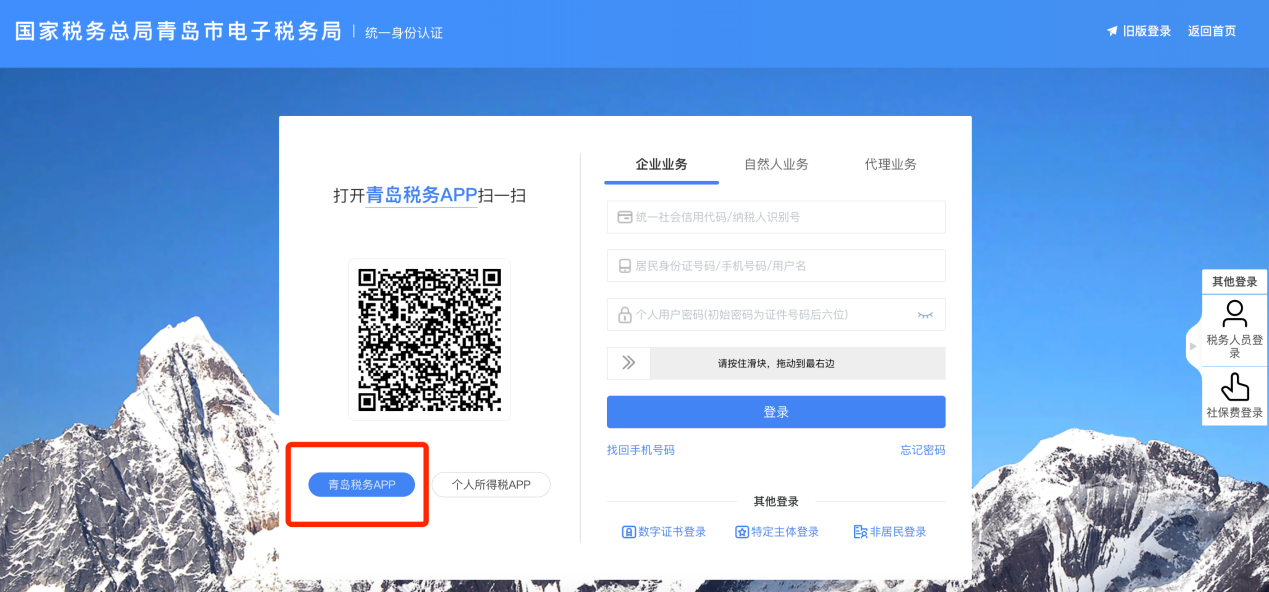 国家税务总局青岛市电子税务局 | 统一身份认证
旧版登录 返回首页
打开青岛税务APP扫一扫
青岛税务APP 个人所得税APP
企业业务 自然人业务 代理业务
统一社会信用代码/纳税人识别号
居民身份证号码/手机号码/用户名
个人用户密码(初始密码为证件号码后六位)
请按住滑块，拖动到最右边
登录
找回手机号码 忘记密码
其他登录
数字证书登录 特定主体登录 非居民登录
其他登录
税务人员登
录
社保费登录